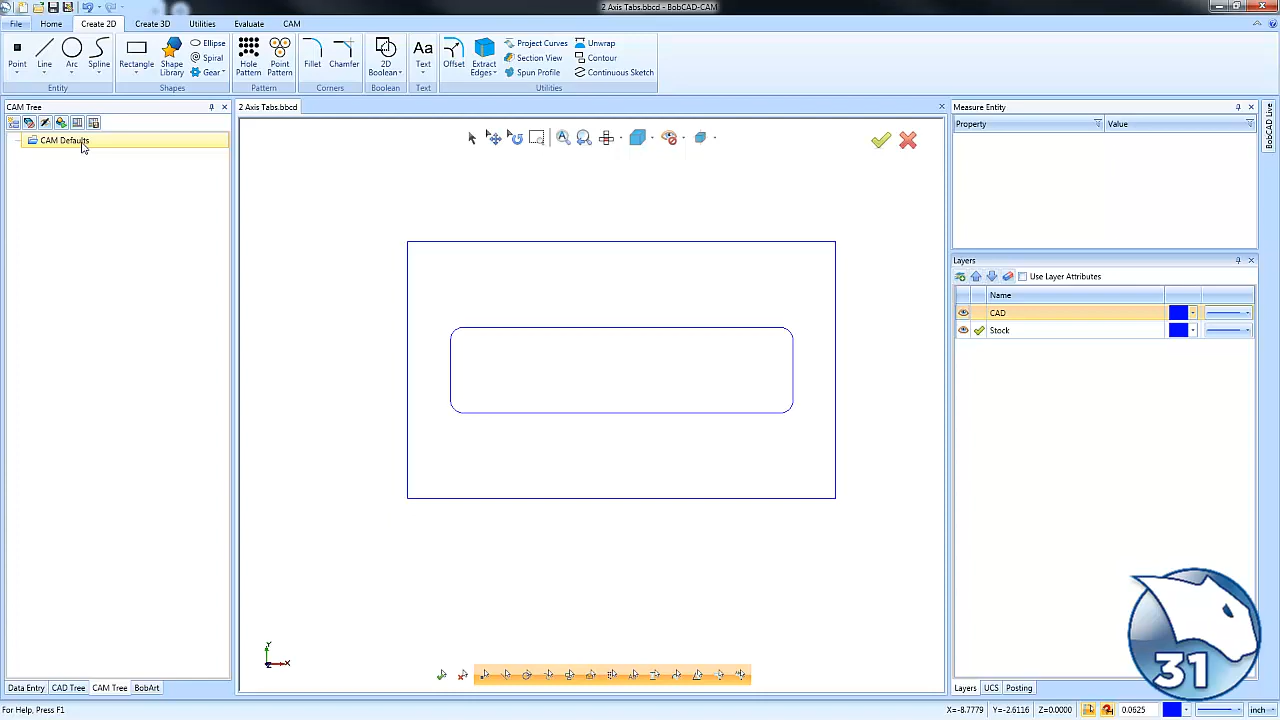 2 Axis Tabs.bbcd - BobCAD-CAM
File Home Create 2D Create 3D Utilities Evaluate CAM
Point Line Arc Spline Rectangle Shape Library Ellipse Spiral Gear Hole Pattern Point Pattern Fillet Chamfer 2D Boolean Text Offset Extract Edges Project Curves Section View Spun Profile Unwrap Contour Continuous Sketch
Entity Shapes Pattern Corners Boolean Text Utilities
CAM Tree
2 Axis Tabs.bbcd
Measure Entity
BobCAD Live
Property Value
CAM Defaults
Layers
Use Layer Attributes
Name
CAD
Stock
Y
X
31
Data Entry CAD Tree CAM Tree BobArt
Layers UCS Posting
For Help, Press F1
X=-8.7779 Y=-2.6116 Z=0.0000 0.0625 inch